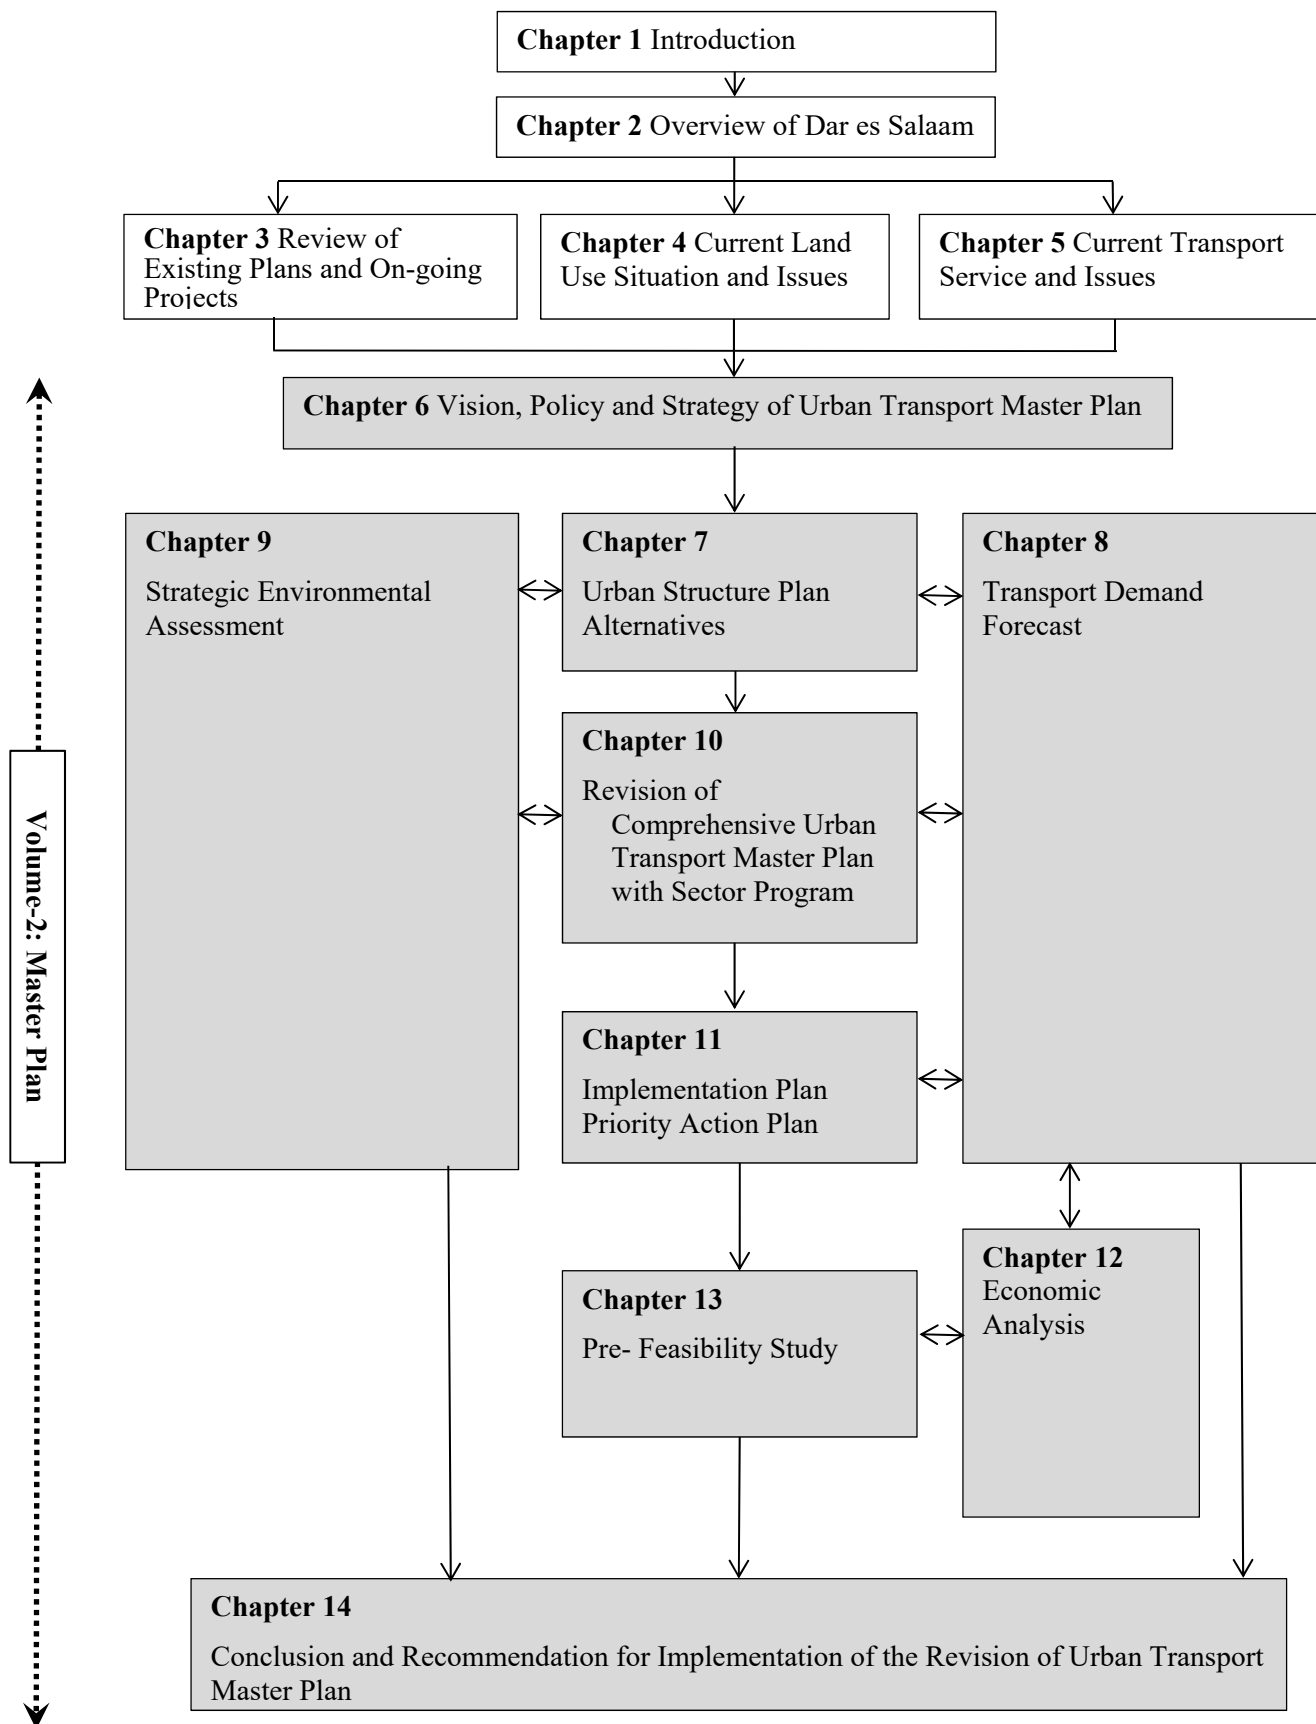 Chapter 1 Introduction
Chapter 2 Overview of Dar es Salaam
Chapter 3 Review of
Existing Plans and On-going
Projects
Chapter 4 Current Land
Use Situation and Issues
Chapter 5 Current Transport
Service and Issues
Chapter 6 Vision, Policy and Strategy of Urban Transport Master Plan
Volume-2: Master Plan
Chapter 9
Strategic Environmental
Assessment
Chapter 7
Urban Structure Plan
Alternatives
Chapter 8
Transport Demand
Forecast
Chapter 10
Revision of
Comprehensive Urban
Transport Master Plan
with Sector Program
Chapter 11
Implementation Plan
Priority Action Plan
Chapter 12
Economic
Analysis
Chapter 13
Pre- Feasibility Study
Chapter 14
Conclusion and Recommendation for Implementation of the Revision of Urban Transport
Master Plan